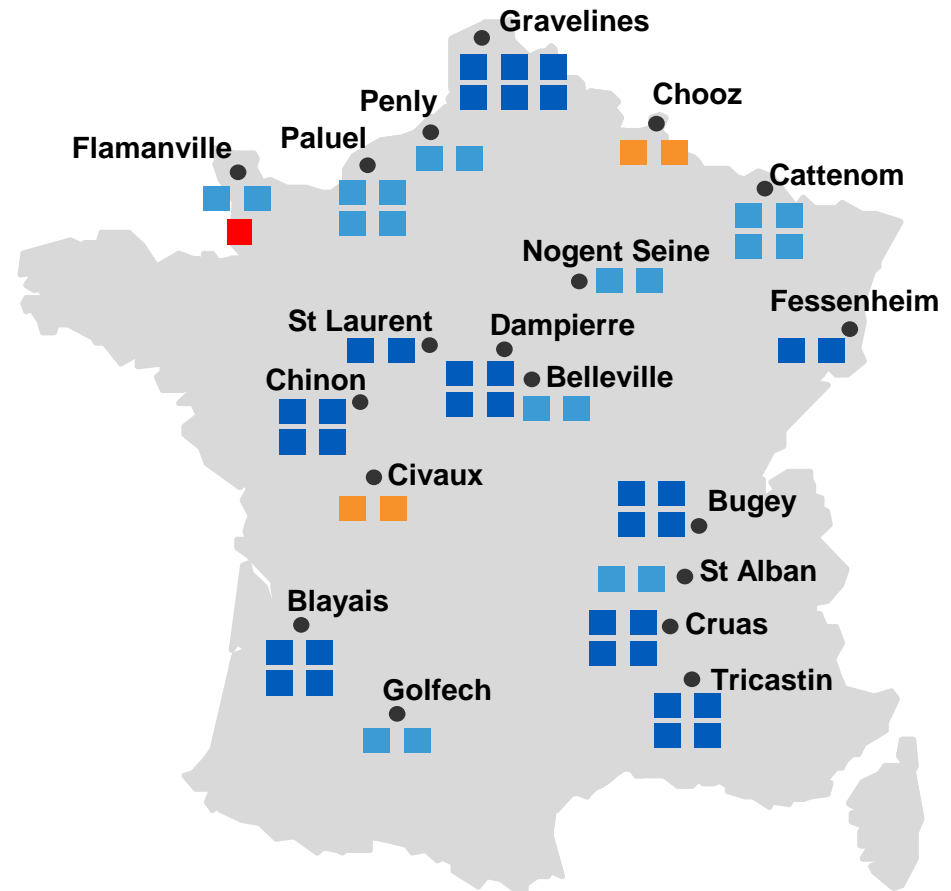 Gravelines
Chooz
Penly
Paluel
Flamanville
Cattenom
Nogent Seine
Fessenheim
St Laurent
Dampierre
Belleville
Chinon
Civaux
Bugey
St Alban
Blayais
Cruas
Tricastin
Golfech